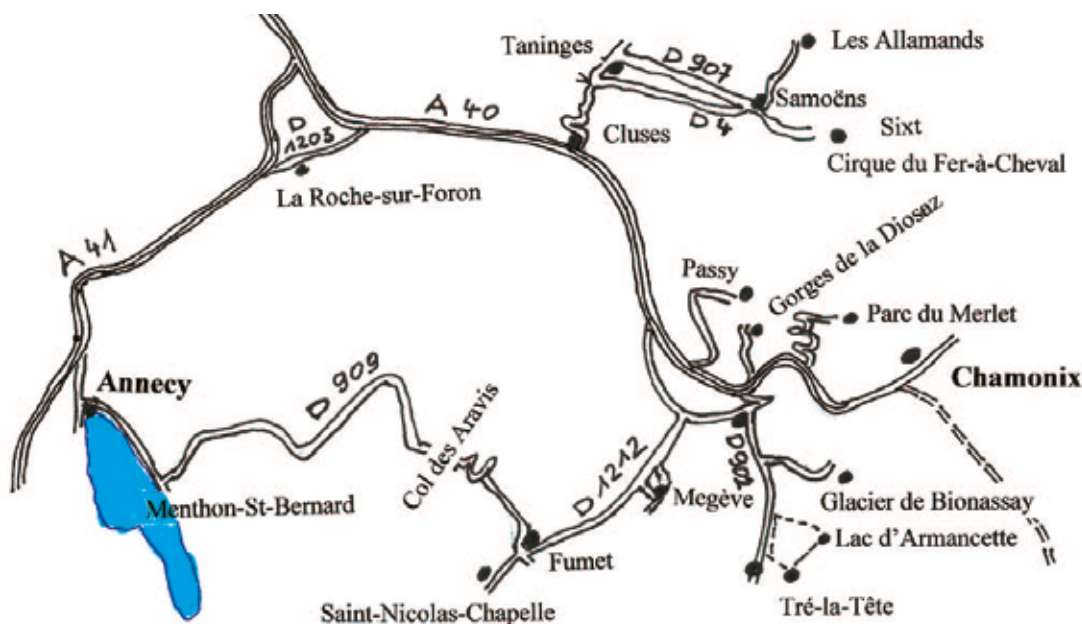 Les Allamands
Taninges
D 907
Samoëns
A 40
D 4
D
1203
Cluses
Sixt
Cirque du Fer-à-Cheval
La Roche-sur-Foron
A 41
Gorges de la Diosaz
Passy
Parc du Merlet
Annecy
D 909
Chamonix
Col des Aravis
D 1212
D 902
Megève
Menthon-St-Bernard
Glacier de Bionassay
Lac d'Armancette
Fumet
Saint-Nicolas-Chapelle
Tré-la-Tête